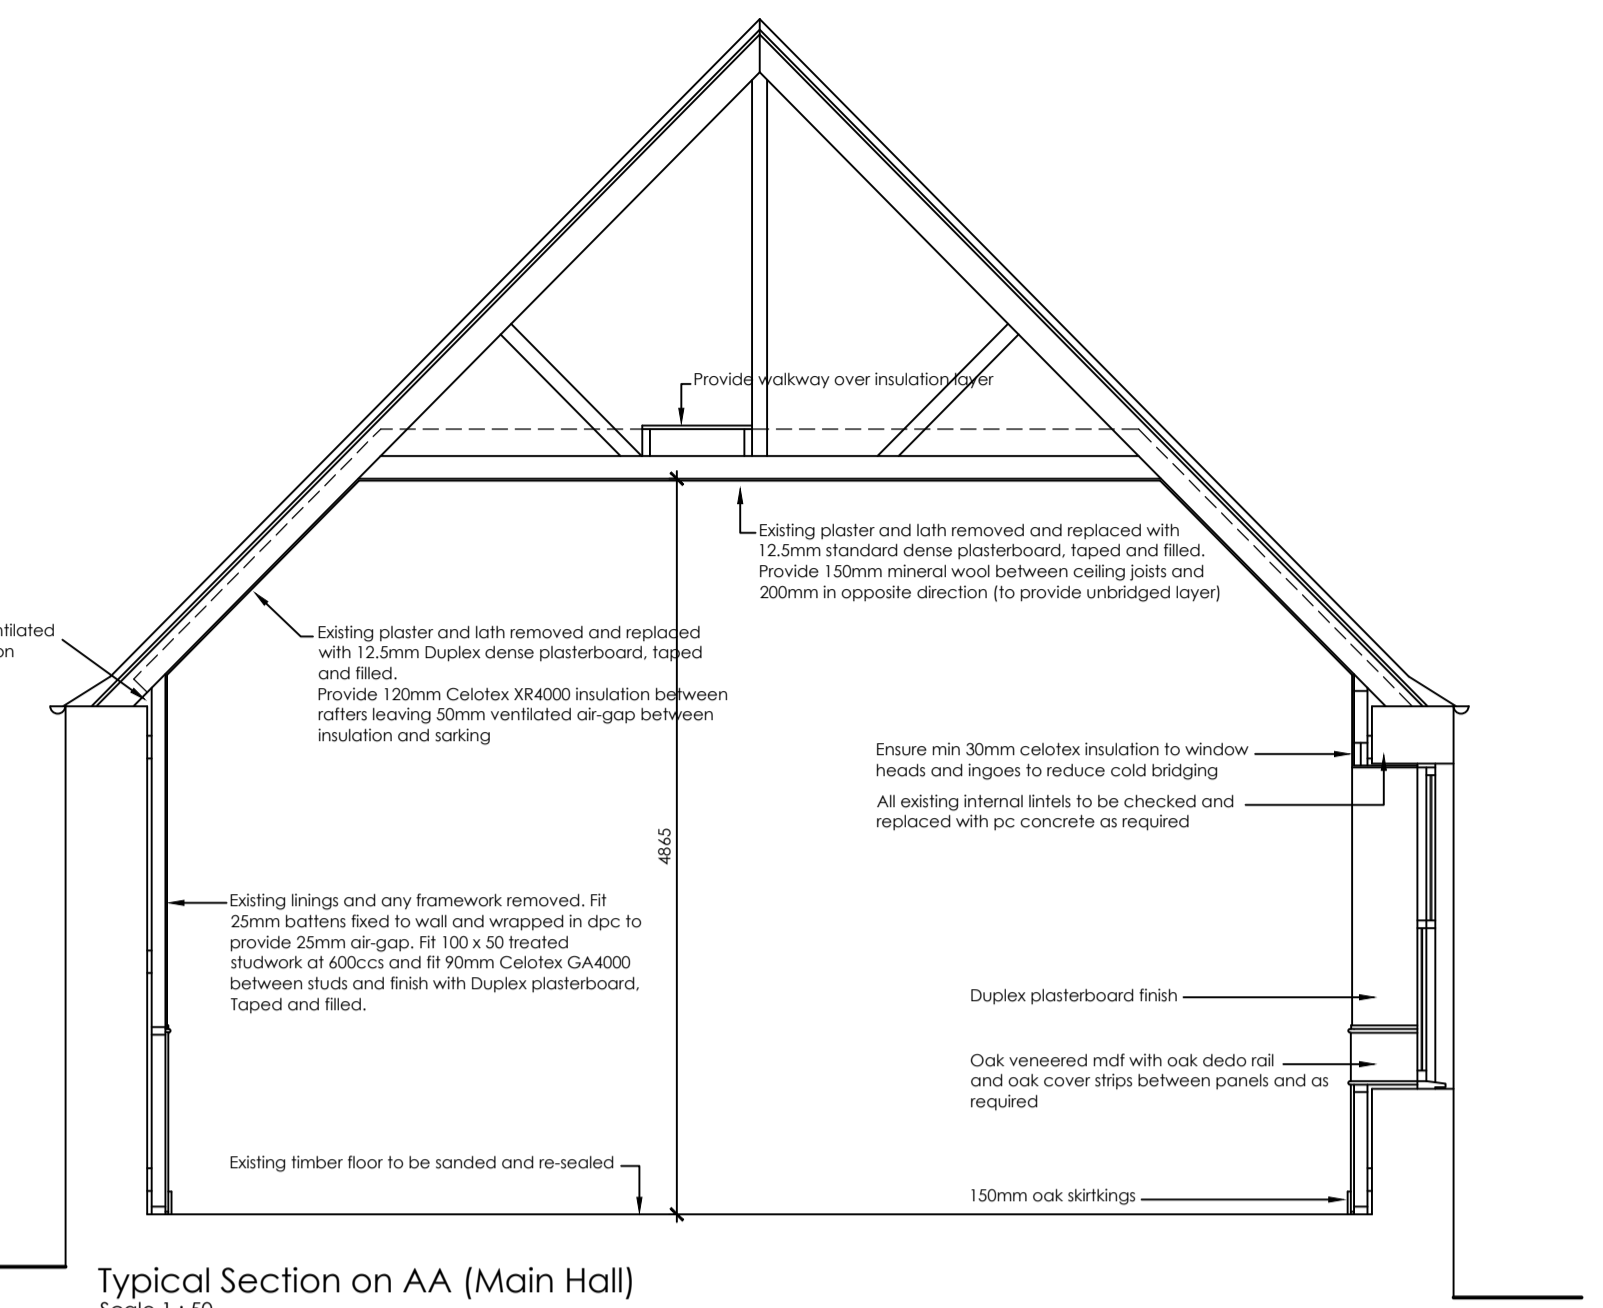 Provide walkway over insulation layer
Existing plaster and lath removed and replaced with
12.5mm standard dense plasterboard, taped and filled.
Provide 150mm mineral wool between ceiling joists and
200mm in opposite direction (to provide unbridged layer)
Existing plaster and lath removed and replaced
with 12.5mm Duplex dense plasterboard, taped
and filled.
Provide 120mm Celotex XR4000 insulation between
rafters leaving 50mm ventilated air-gap between
insulation and sarking
Ensure min 30mm celotex insulation to window
heads and ingoes to reduce cold bridging
All existing internal lintels to be checked and
replaced with pc concrete as required
4865
Existing linings and any framework removed. Fit
25mm battens fixed to wall and wrapped in dpc to
provide 25mm air-gap. Fit 100 x 50 treated
studwork at 600ccs and fit 90mm Celotex GA4000
between studs and finish with Duplex plasterboard,
Taped and filled.
Duplex plasterboard finish
Oak veneered mdf with oak dedo rail
and oak cover strips between panels and as
required
Existing timber floor to be sanded and re-sealed
150mm oak skirtkings
Typical Section on AA (Main Hall)
Scale 1 : 50